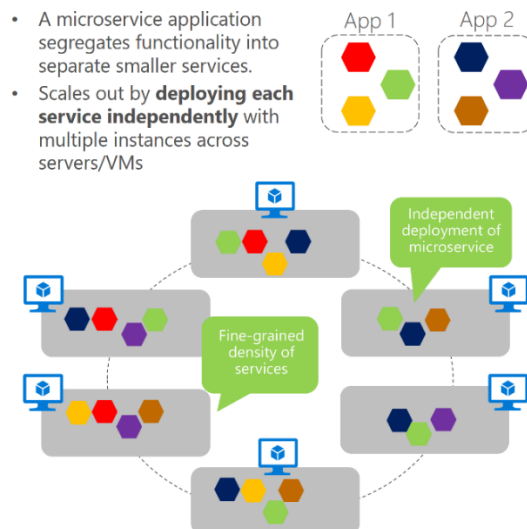 • A microservice application
segregates functionality into
separate smaller services.
• Scales out by deploying each
service independently with
multiple instances across
servers/VMs
App 1
App 2
Independent
deployment of
microservice
Fine-grained
density of
services